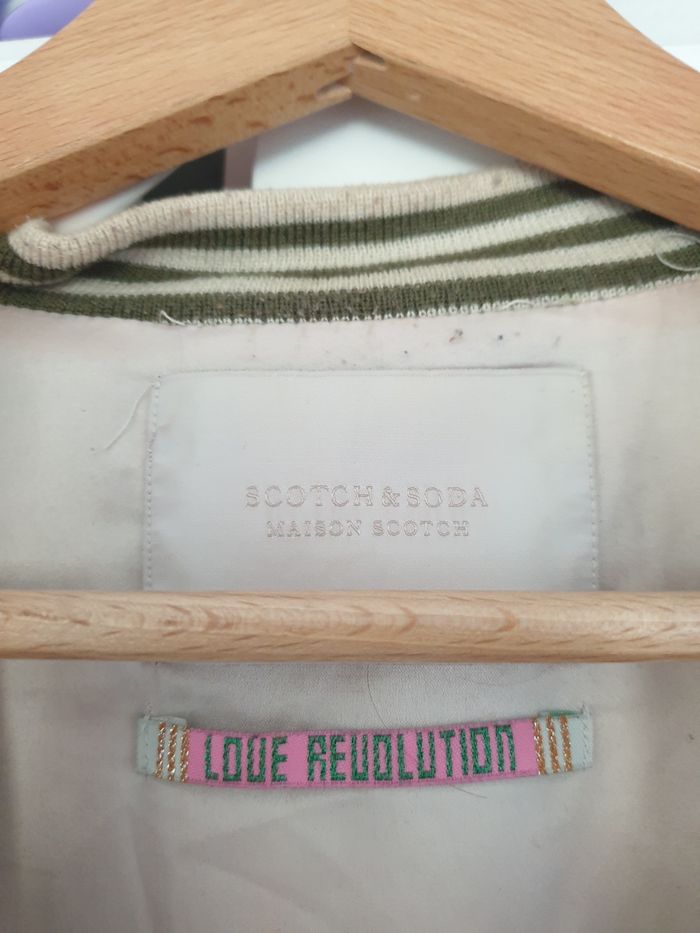 SCOTCH & SODA
MAISON SCOTCH
LOVE REVOLUTION